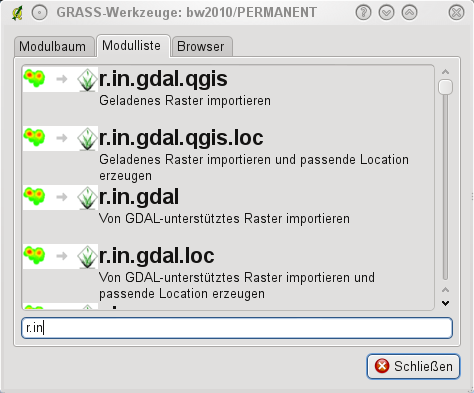 GRASS-Werkzeuge: bw2010/PERMANENT
Modulbaum Modulliste Browser
r.in.gdal.qgis
Geladenes Raster importieren
r.in.gdal.qgis.loc
Geladenes Raster importieren und passende Location
erzeugen
r.in.gdal
Von GDAL-unterstütztes Raster importieren
r.in.gdal.loc
Von GDAL-unterstütztes Raster importieren und
passende Location erzeugen
r.in
Schließen